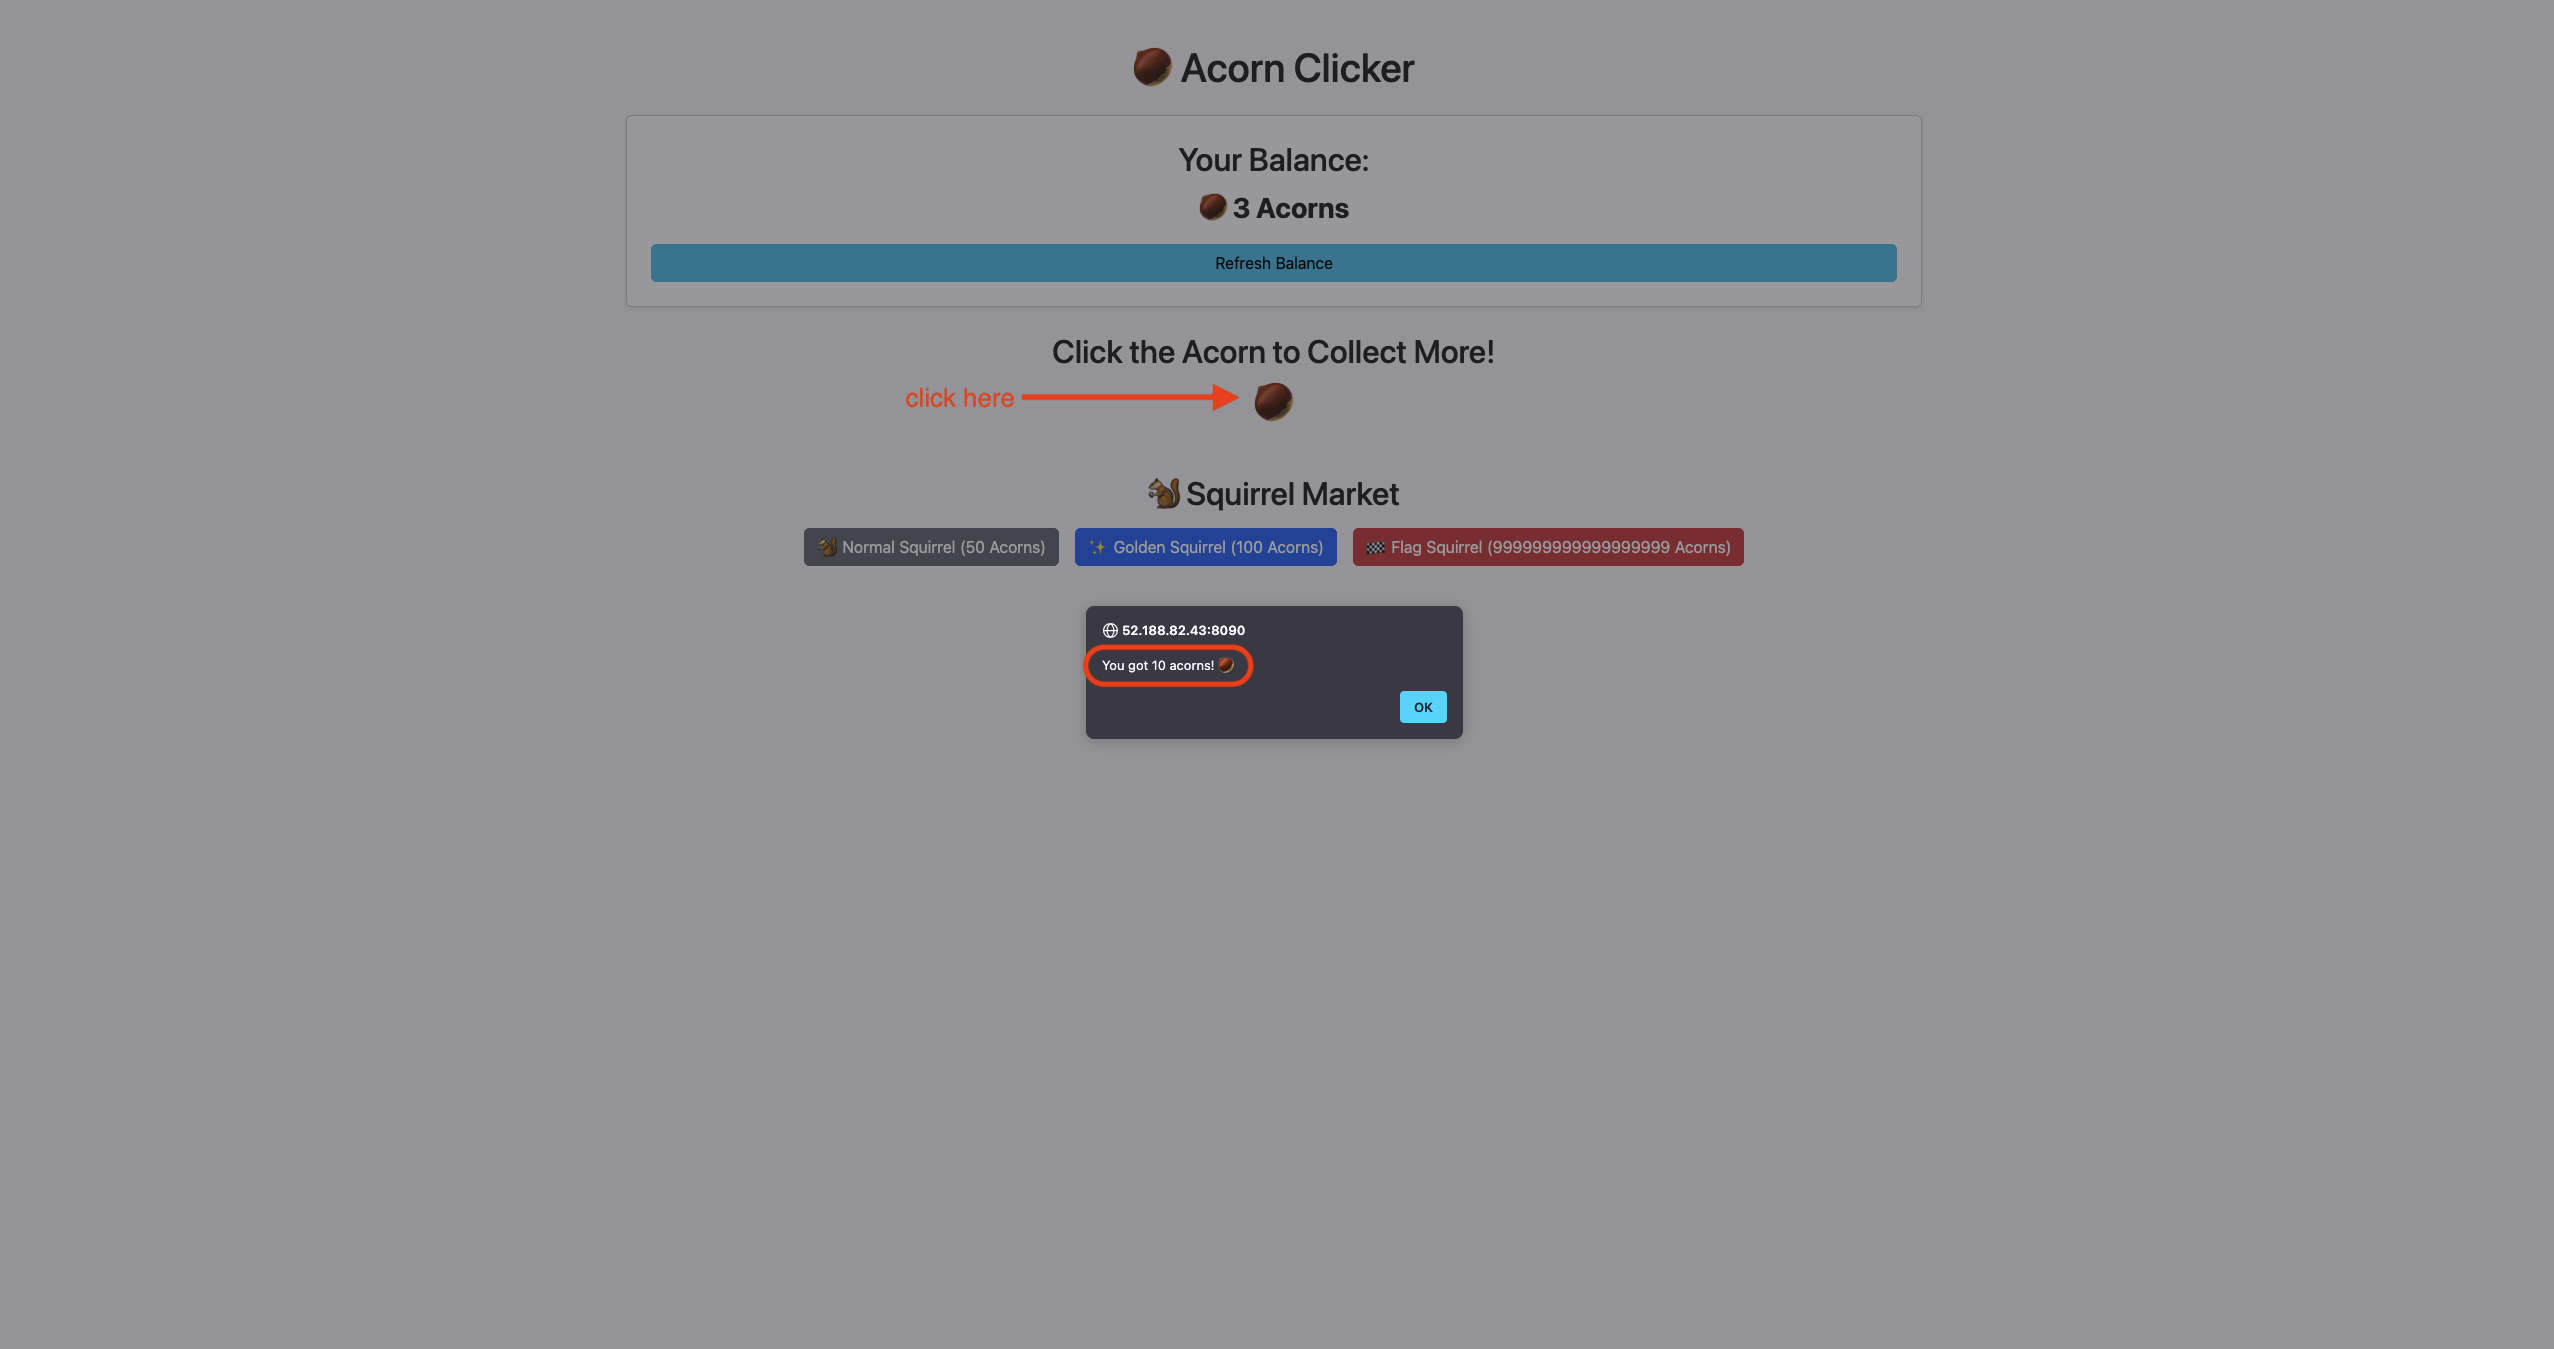 Acorn Clicker
Your Balance:
3 Acorns
Refresh Balance
Click the Acorn to Collect More!
click here
Squirrel Market
Normal Squirrel (50 Acorns)
Golden Squirrel (100 Acorns)
Flag Squirrel (999999999999999999 Acorns)
52.188.82.43:8090
You got 10 acorns!
OK